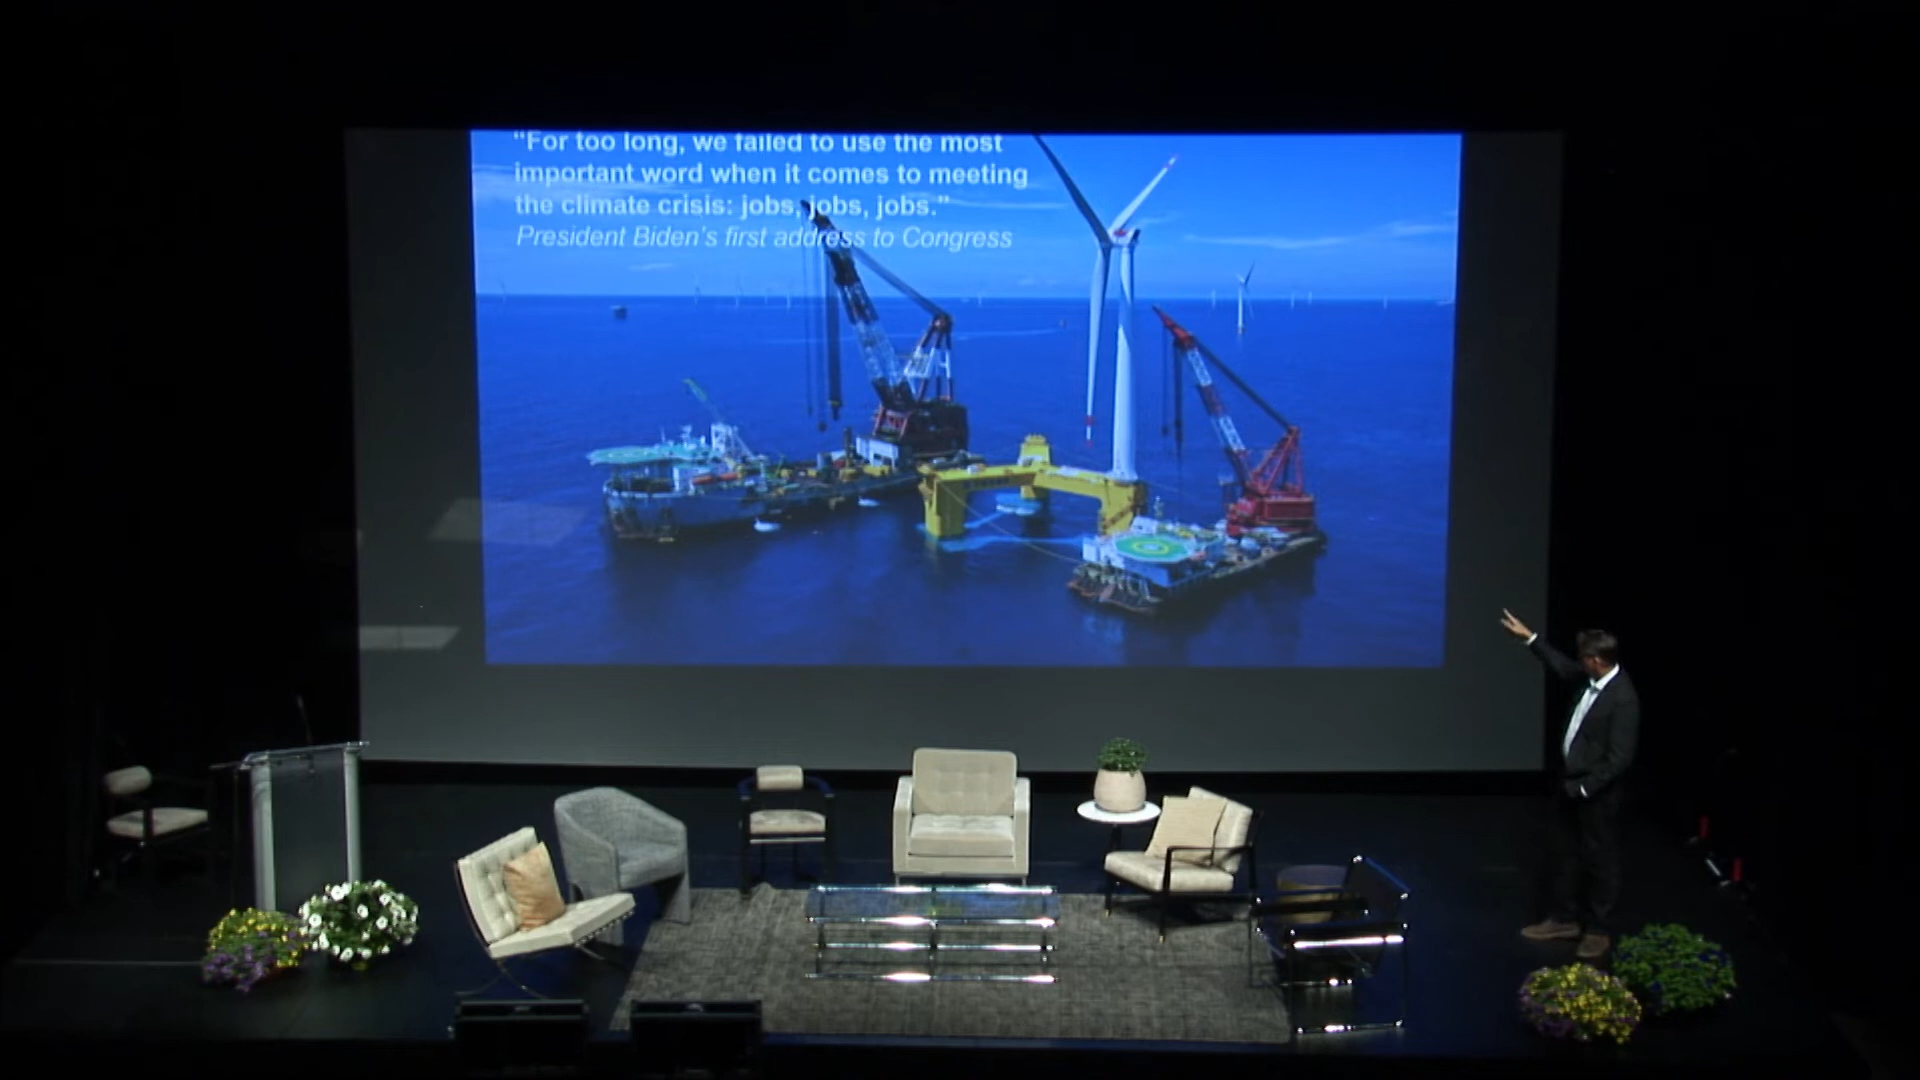 “For too long, we failed to use the most
important word when it comes to meeting
the climate crisis: jobs, jobs, jobs.”
President Biden’s first address to Congress